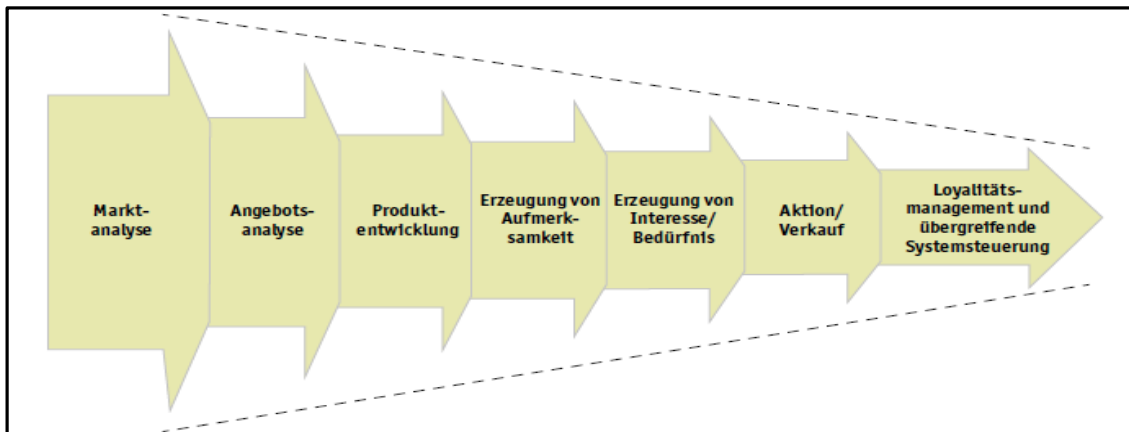 Markt-
analyse
Angebots-
analyse
Produkt-
entwicklung
Erzeugung von
Aufmerk-
samkeit
Erzeugung von
Interesse/
Bedürfnis
Aktion/
Verkauf
Loyalitäts-
management und
übergreifende
Systemsteuerung